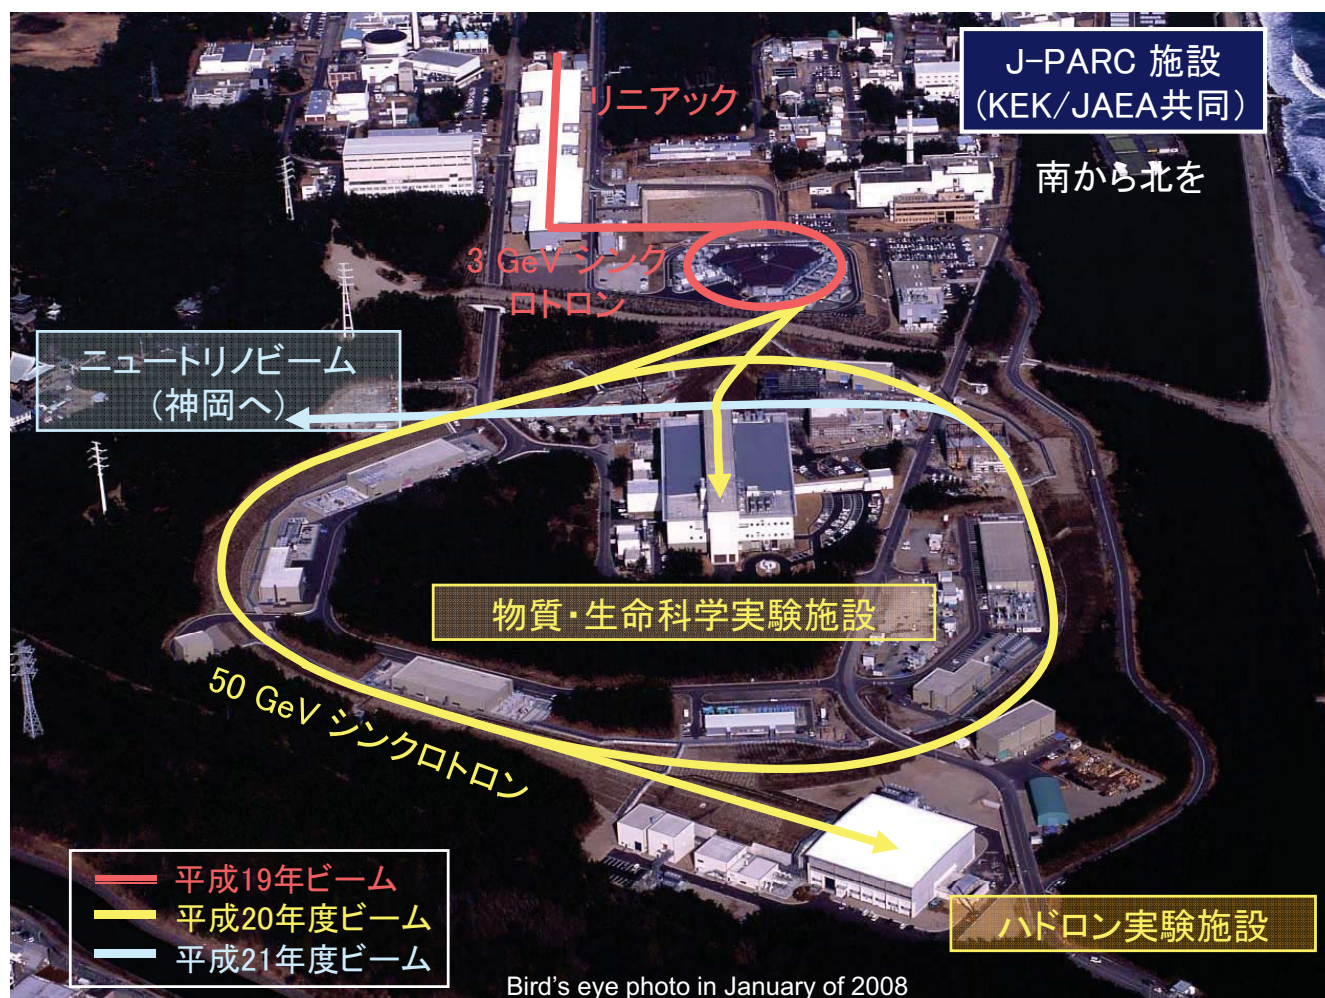 J-PARC 施設
(KEK/JAEA共同)
南から北を
リニアック
3 GeV シンク
ロトロン
ニュートリノビーム
(神岡へ)
物質・生命科学実験施設
50 GeV シンクロトロン
平成19年ビーム
平成20年度ビーム
平成21年度ビーム
ハドロン実験施設
Bird's eye photo in January of 2008